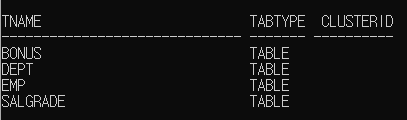 TNAME                          TABTYPE  CLUSTERID
------------------------------ ------- ----------
BONUS                          TABLE
DEPT                           TABLE
EMP                            TABLE
SALGRADE                       TABLE